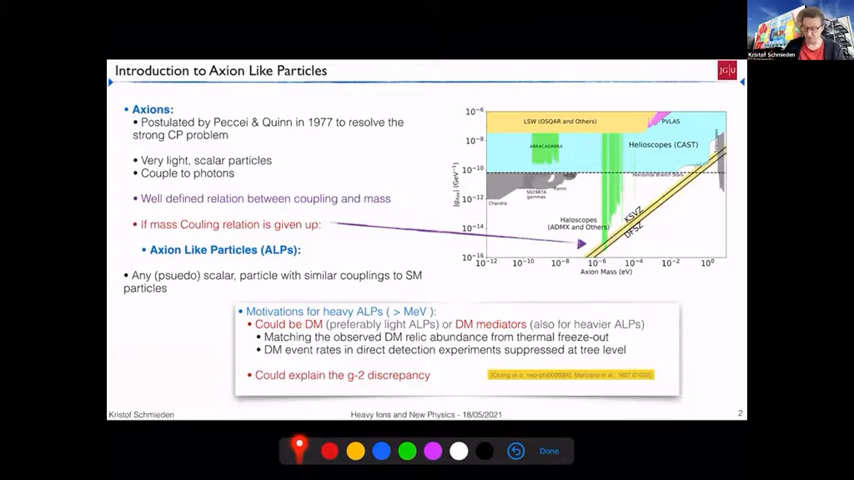 Kristof Schmieden
Introduction to Axion Like Particles
JG|U
• Axions:
• Postulated by Peccei & Quinn in 1977 to resolve the
strong CP problem
• Very light, scalar particles
• Couple to photons
• Well defined relation between coupling and mass
• If mass Couling relation is given up:
• Axion Like Particles (ALPs):
• Any (psuedo) scalar, particle with similar couplings to SM
particles
LSW (OSQAR and Others)
PVLAS
ABRACADABRA
Helioscopes (CAST)
Horizontal Branch Stars
SN1987A
gammas
Fermi
Chandra
Haloscopes
(ADMX and Others)
KSVZ
DFSZ
10⁻⁶
10⁻⁸
10⁻¹⁰
10⁻¹²
10⁻¹⁴
10⁻¹⁶
10⁻¹² 10⁻¹⁰ 10⁻⁸ 10⁻⁶ 10⁻⁴ 10⁻² 10⁰
Axion Mass (eV)
• Motivations for heavy ALPs ( > MeV ):
• Could be DM (preferably light ALPs) or DM mediators (also for heavier ALPs)
• Matching the observed DM relic abundance from thermal freeze-out
• DM event rates in direct detection experiments suppressed at tree level
• Could explain the g-2 discrepancy
Kristof Schmieden
Heavy Ions and New Physics - 18/05/2021
2
Done